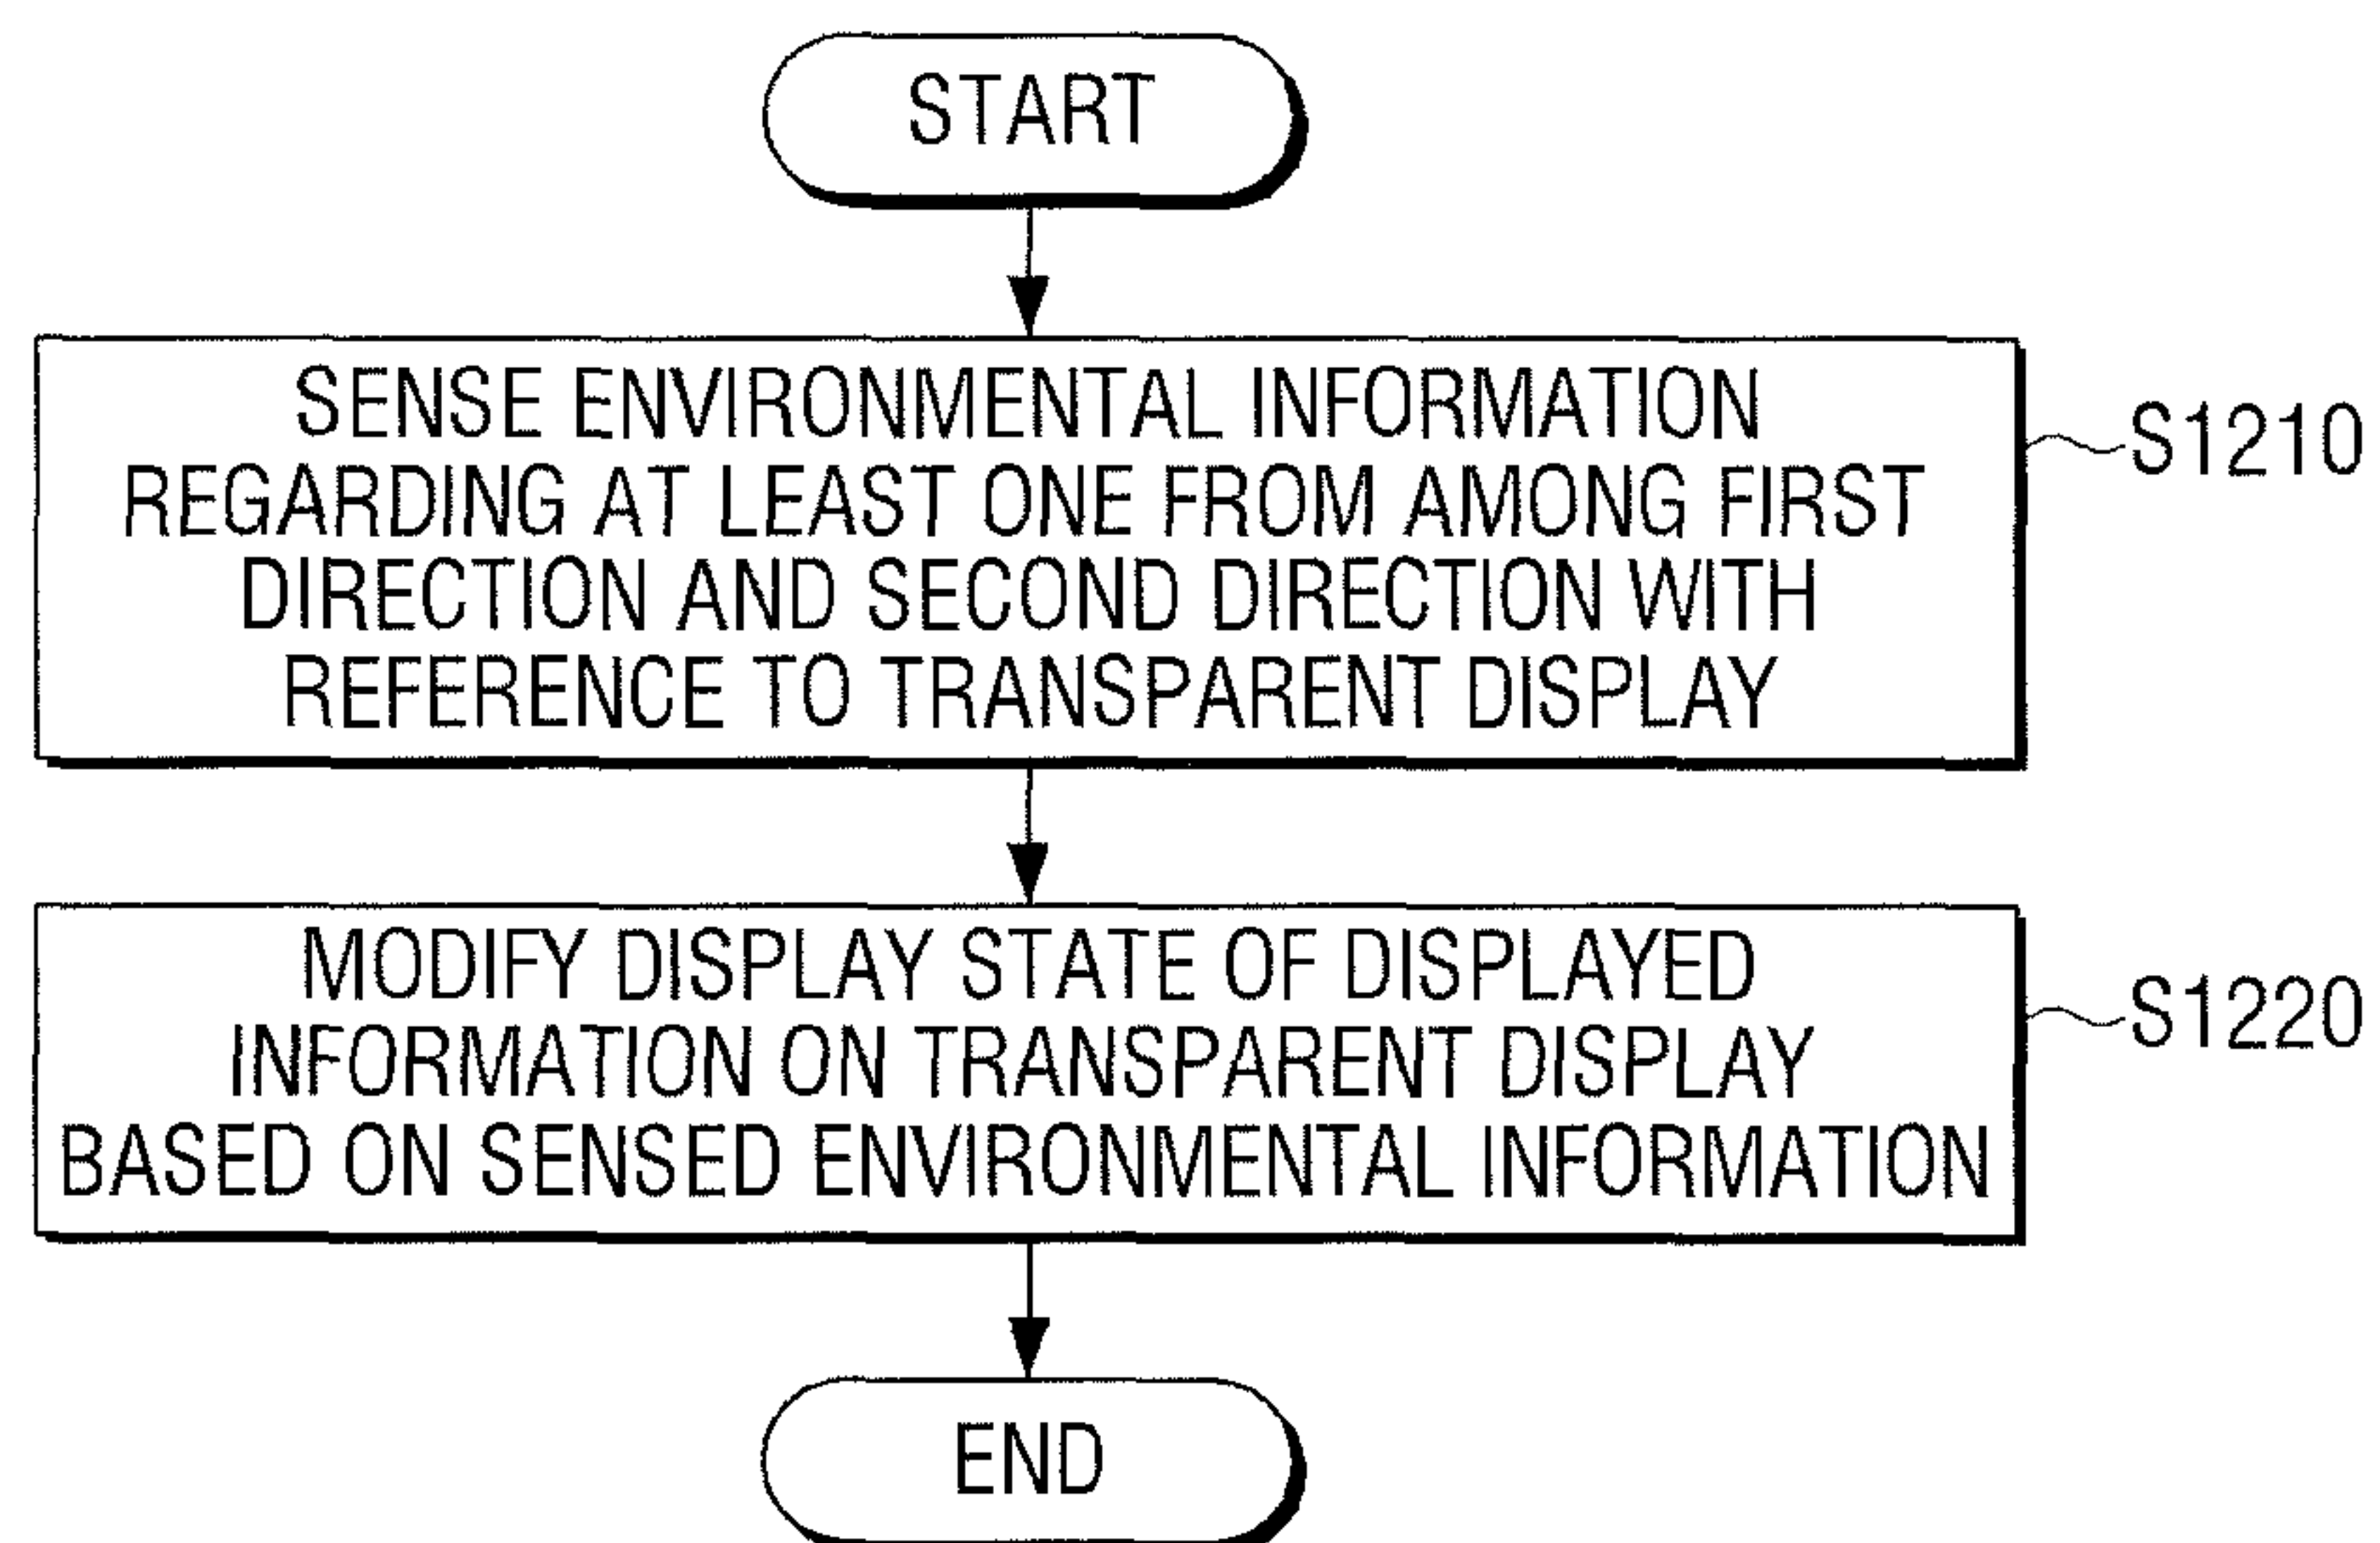 START
SENSE ENVIRONMENTAL INFORMATION
REGARDING AT LEAST ONE FROM AMONG FIRST
DIRECTION AND SECOND DIRECTION WITH
REFERENCE TO TRANSPARENT DISPLAY
S1210
MODIFY DISPLAY STATE OF DISPLAYED
INFORMATION ON TRANSPARENT DISPLAY
BASED ON SENSED ENVIRONMENTAL INFORMATION
S1220
END